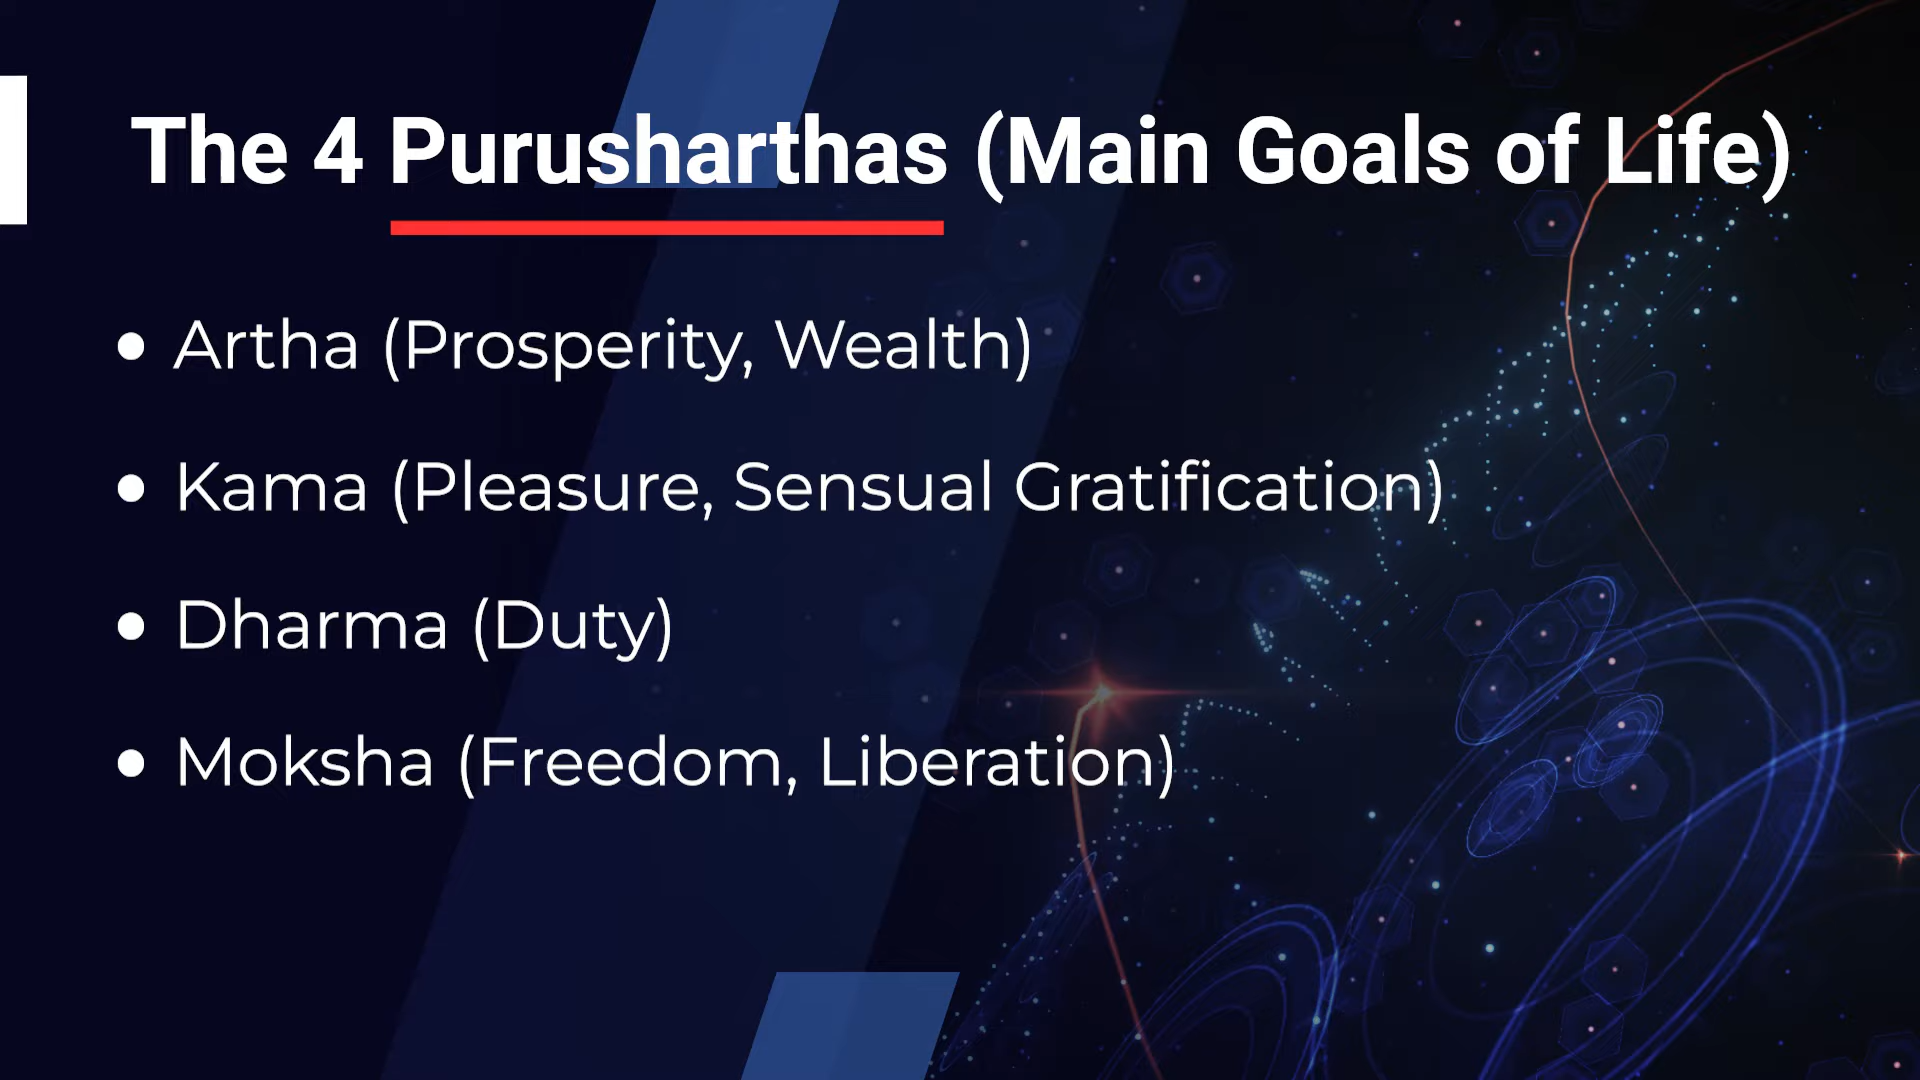 The 4 Purusharthas (Main Goals of Life)
● Artha (Prosperity, Wealth)
● Kama (Pleasure, Sensual Gratification)
● Dharma (Duty)
● Moksha (Freedom, Liberation)